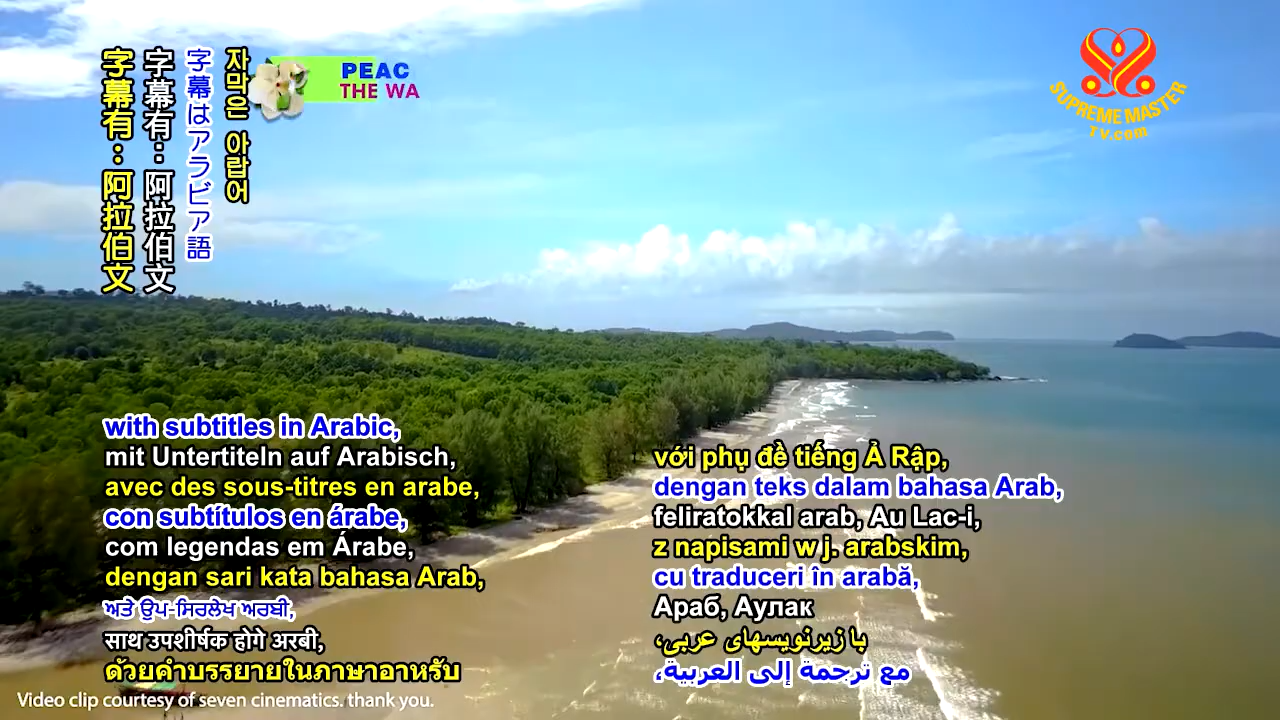 字幕有：阿拉伯文
字幕有：阿拉伯文
字幕はアラビア語
자막은 아랍어
PEAC
THE WA
SUPREME MASTER
TV.com
with subtitles in Arabic,
mit Untertiteln auf Arabisch,
avec des sous-titres en arabe,
con subtítulos en árabe,
com legendas em Árabe,
dengan sari kata bahasa Arab,
ਅਤੇ ਉਪ-ਸਿਰਲੇਖ ਅਰਬੀ,
साथ उपशीर्षक होगे अरबी,
ด้วยคำบรรยายในภาษาอาหรับ
với phụ đề tiếng Ả Rập,
dengan teks dalam bahasa Arab,
feliratokkal arab, Au Lac-i,
z napisami w j. arabskim,
cu traduceri în arabă,
Араб, Аулак
با زیرنویسهای عربی،
مع ترجمة إلى العربية،
Video clip courtesy of seven cinematics. thank you.